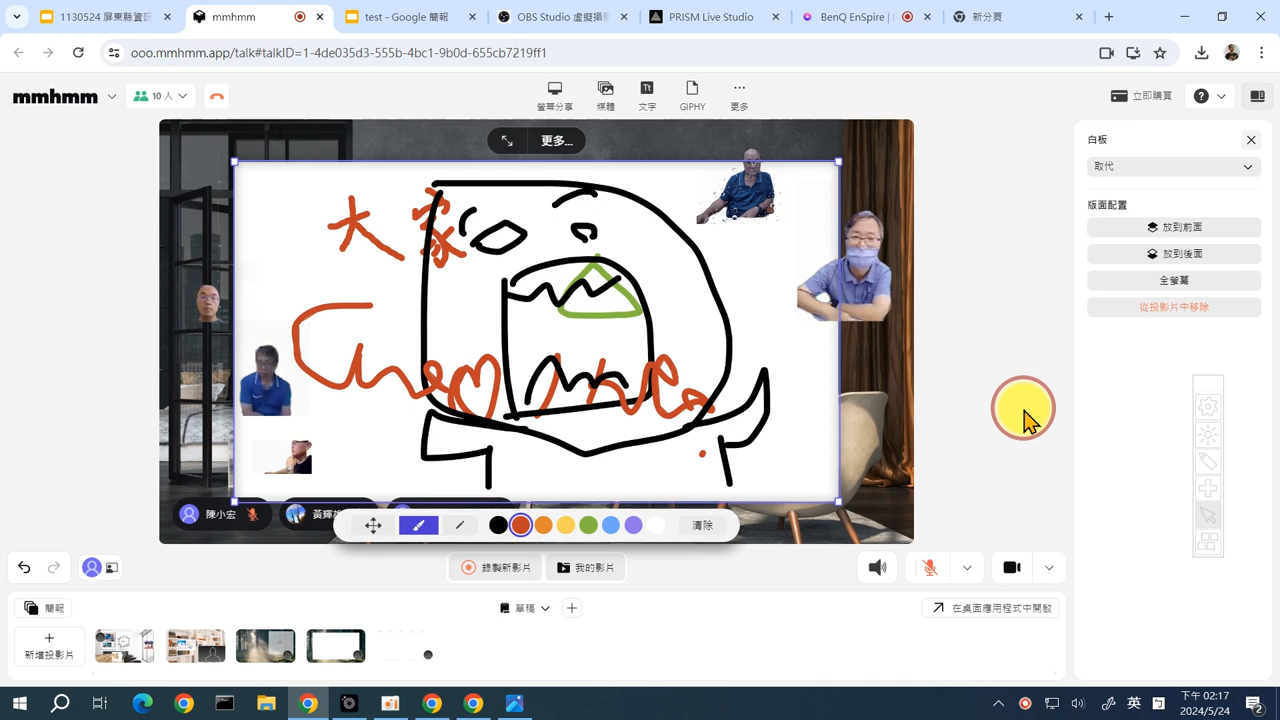 1130524 屏東縣資訊
mmhmm
test - Google 簡報
OBS Studio 虛擬攝影
PRISM Live Studio
BenQ EnSpire |
新分頁
ooo.mmhmm.app/talk#talkID=1-4de035d3-555b-4bc1-9b0d-655cb7219ff1
mmhmm
10 人
螢幕分享
媒體
Tt
文字
GIPHY
更多
立即購買
更多...
白板
取代
版面配置
放到前面
放到後面
全螢幕
從投影片中移除
大家
陳小宏
清除
錄製新影片
我的影片
簡報
草稿
在桌面應用程式中開啟
新增投影片
英
下午 02:17
2024/5/24
2